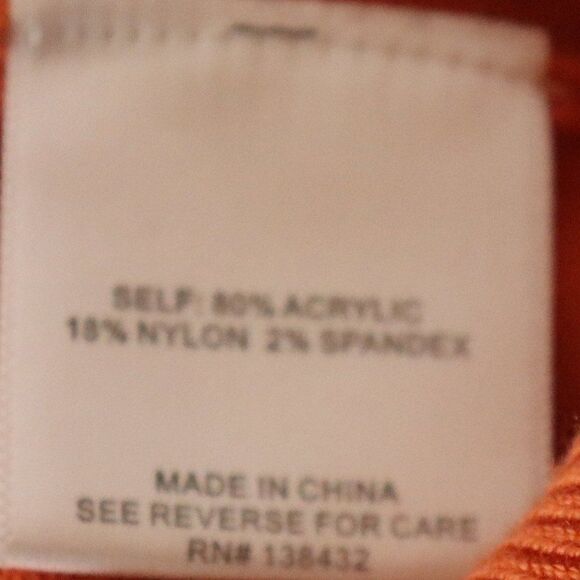 SELF: 80% ACRYLIC
18% NYLON 2% SPANDEX
MADE IN CHINA
SEE REVERSE FOR CARE
RN# 138432